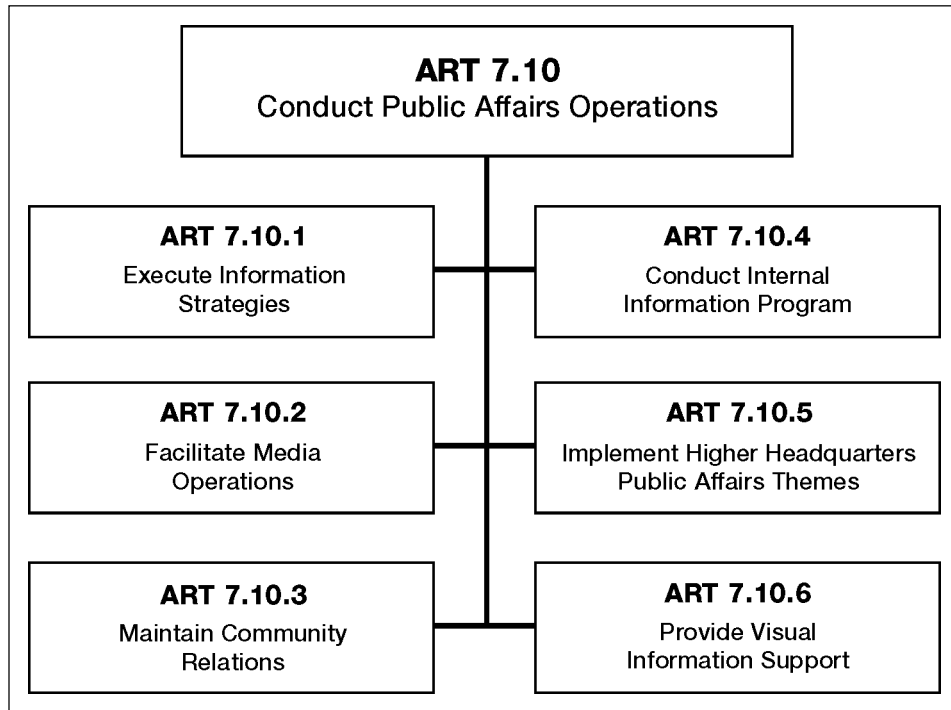 ART 7.10
Conduct Public Affairs Operations
ART 7.10.1
Execute Information
Strategies
ART 7.10.4
Conduct Internal
Information Program
ART 7.10.2
Facilitate Media
Operations
ART 7.10.5
Implement Higher Headquarters
Public Affairs Themes
ART 7.10.3
Maintain Community
Relations
ART 7.10.6
Provide Visual
Information Support